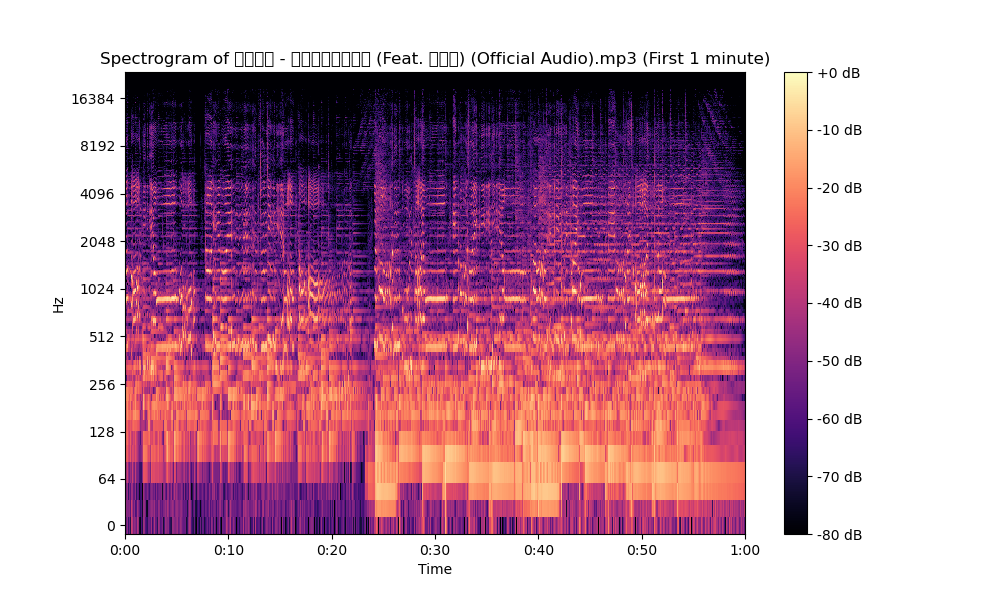 Spectrogram of □□□□ - □□□□□□□□ (Feat. □□□) (Official Audio).mp3 (First 1 minute)
Hz
16384
8192
4096
2048
1024
512
256
128
64
0
0:00 0:10 0:20 0:30 0:40 0:50 1:00
Time
+0 dB
-10 dB
-20 dB
-30 dB
-40 dB
-50 dB
-60 dB
-70 dB
-80 dB